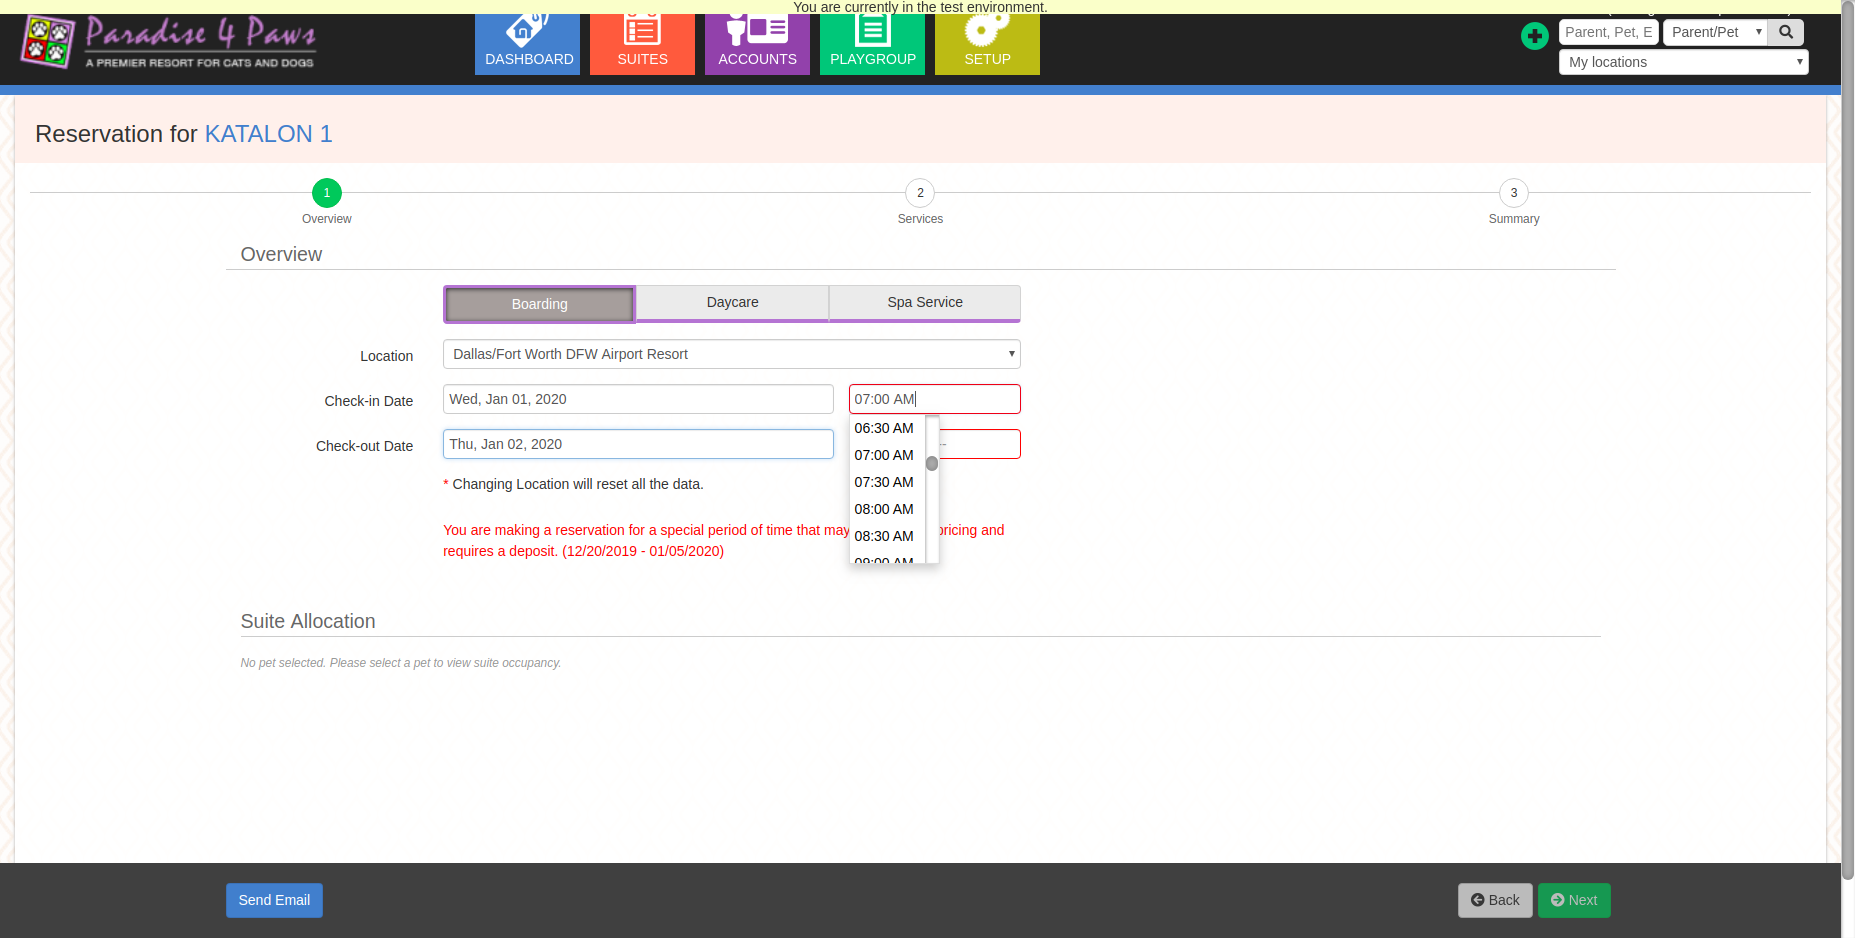 You are currently in the test environment.
Paradise 4 Paws
A PREMIER RESORT FOR CATS AND DOGS
DASHBOARD
SUITES
ACCOUNTS
PLAYGROUP
SETUP
Parent, Pet, E
Parent/Pet
My locations
Reservation for KATALON 1
1
2
3
Overview
Services
Summary
Overview
Boarding
Daycare
Spa Service
Location
Dallas/Fort Worth DFW Airport Resort
Check-in Date
Wed, Jan 01, 2020
07:00 AM
Check-out Date
Thu, Jan 02, 2020
06:30 AM
07:00 AM
07:30 AM
08:00 AM
08:30 AM
09:00 AM
* Changing Location will reset all the data.
You are making a reservation for a special period of time that may pricing and
requires a deposit. (12/20/2019 - 01/05/2020)
Suite Allocation
No pet selected. Please select a pet to view suite occupancy.
Send Email
Back
Next